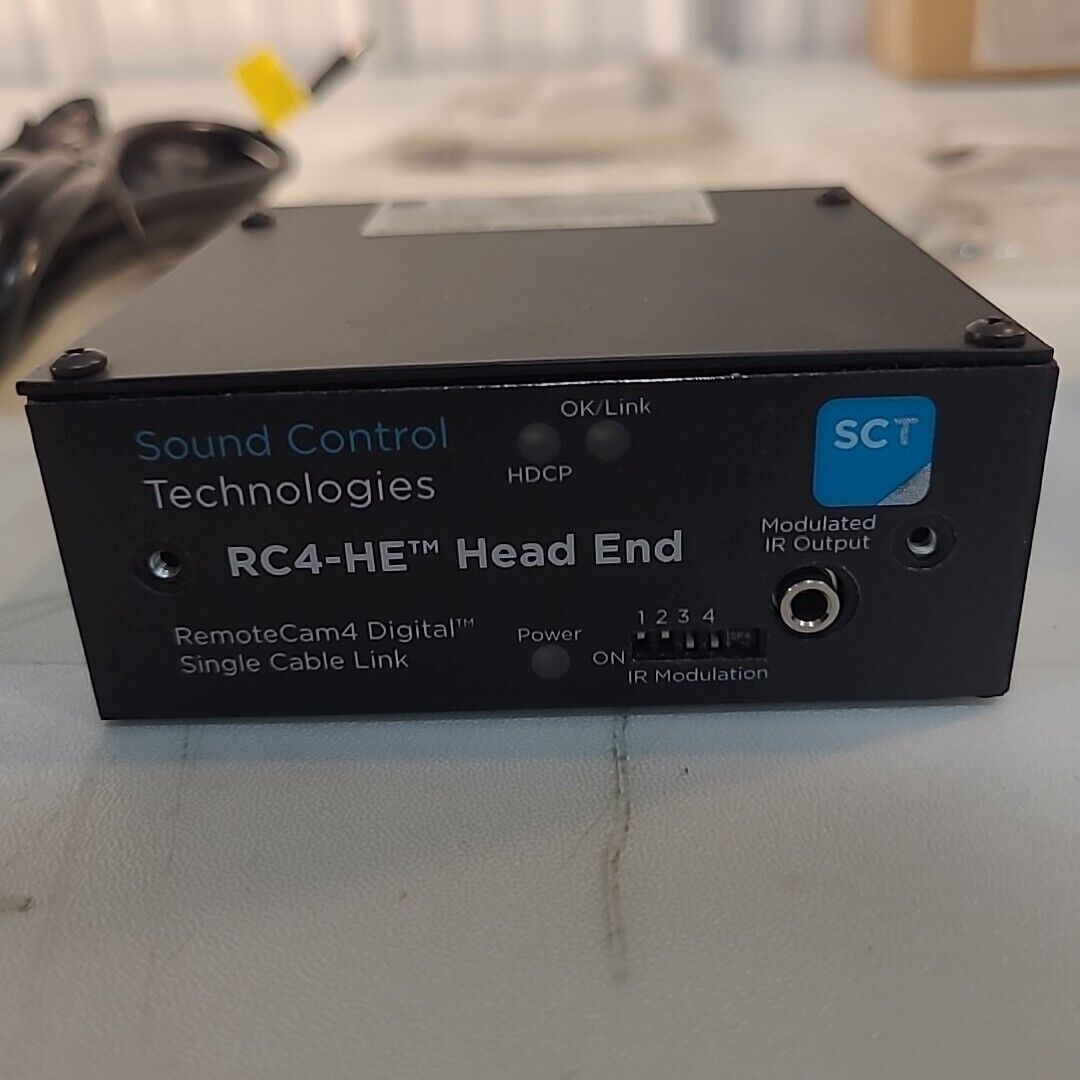 Sound Control
Technologies
OK/Link
HDCP
SCT
RC4-HE™ Head End
Modulated
IR Output
RemoteCam4 Digital™
Single Cable Link
Power
1 2 3 4
ON
IR Modulation